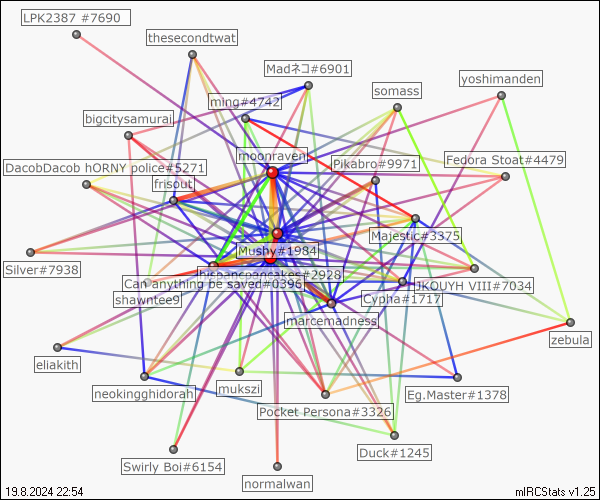 LPK2387 #7690
thesecondtwat
Madネコ#6901
yoshimanden
somass
ming#4742
bigcitysamurai
moonraven
Pikabro#9971
Fedora Stoat#4479
DacobDacob hORNY police#5271
frisout
Majestic#3375
Mushy#1984
Silver#7938
hispanicpancakes#2928
Can anything be saved#0396
JKOUYH VIII#7034
shawntee9
Cypha#1717
marcemadness
zebula
eliakith
neokingghidorah
mukszi
Eg.Master#1378
Pocket Persona#3326
Duck#1245
Swirly Boi#6154
normalwan
19.8.2024 22:54
mIRCStats v1.25